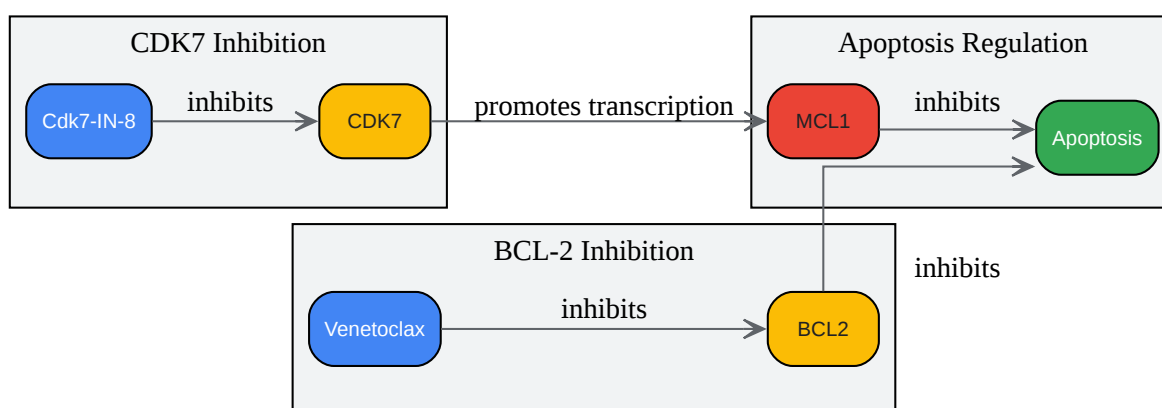 CDK7 Inhibition
Apoptosis Regulation
Cdk7-IN-8
inhibits
CDK7
promotes transcription
MCL1
inhibits
Apoptosis
BCL-2 Inhibition
inhibits
Venetoclax
inhibits
BCL2